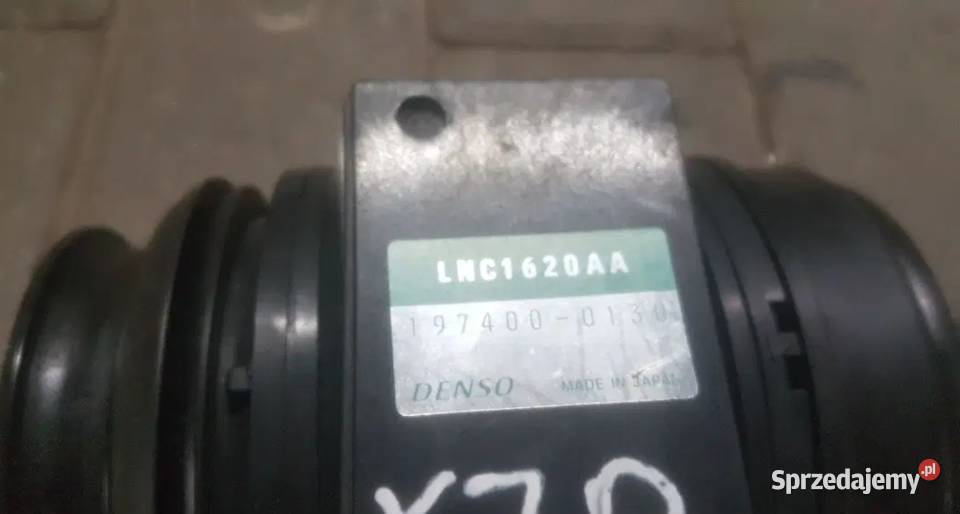 LNC1620AA
197400-0130
DENSO MADE IN JAPAN
Sprzedajemy.pl